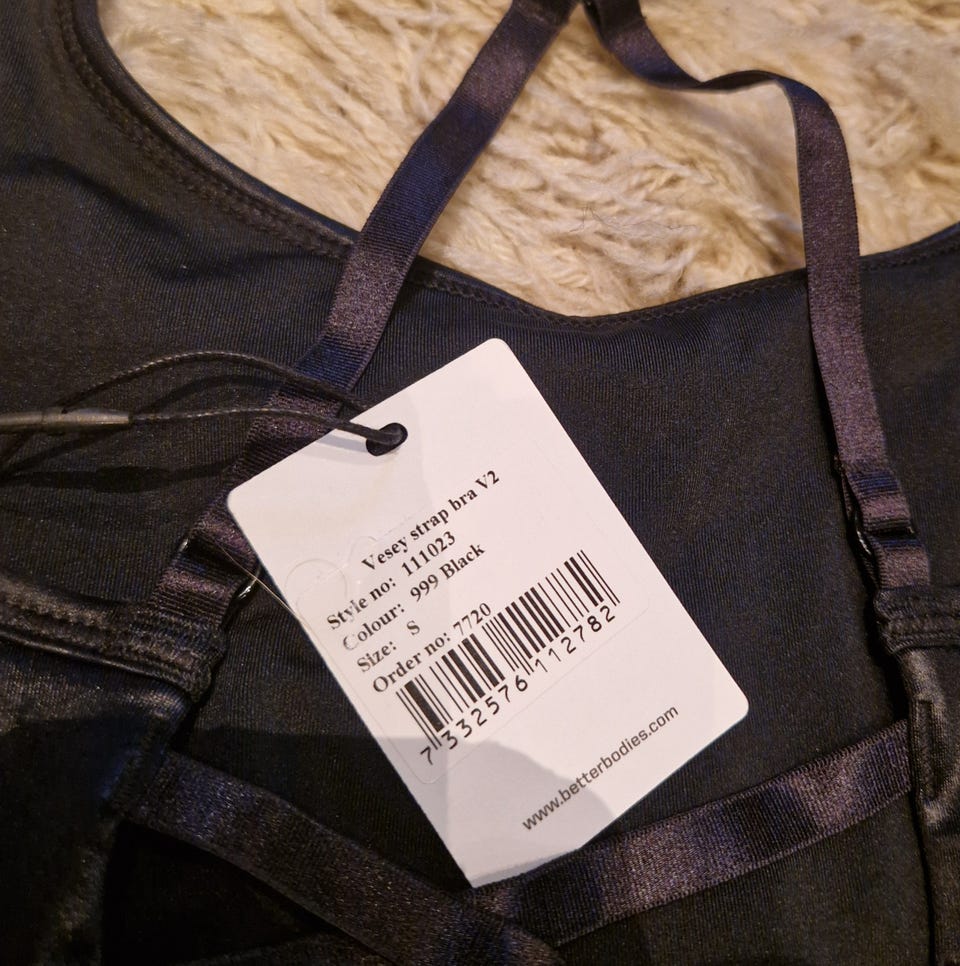 Vesey strap bra V2
Style no: 111023
Colour: 999 Black
Size: S
Order no: 7720
7 332576 112782
www.betterbodies.com